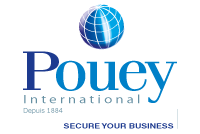 Pouey
International
Depuis 1884
SECURE YOUR BUSINESS